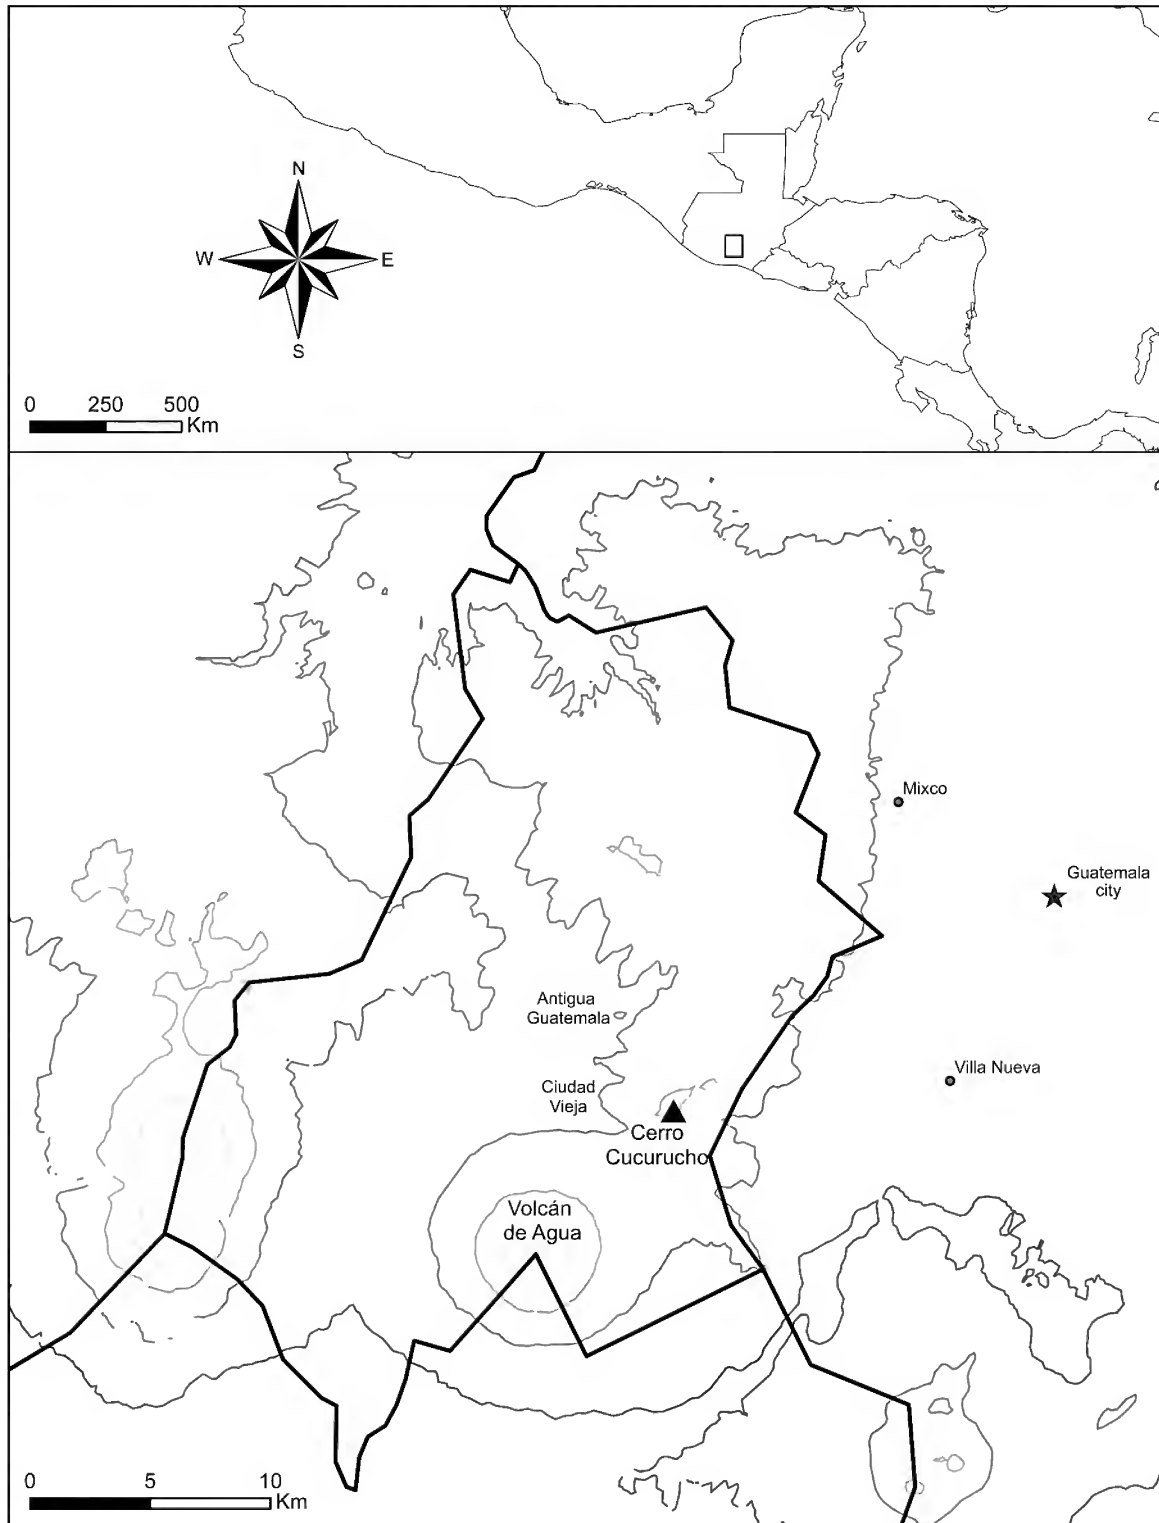 N
W
E
S
0 250 500
Km
Mixco
Guatemala
city
Antigua
Guatemala
Villa Nueva
Ciudad
Vieja
Cerro
Cucurucho
Volcán
de Agua
0 5 10
Km